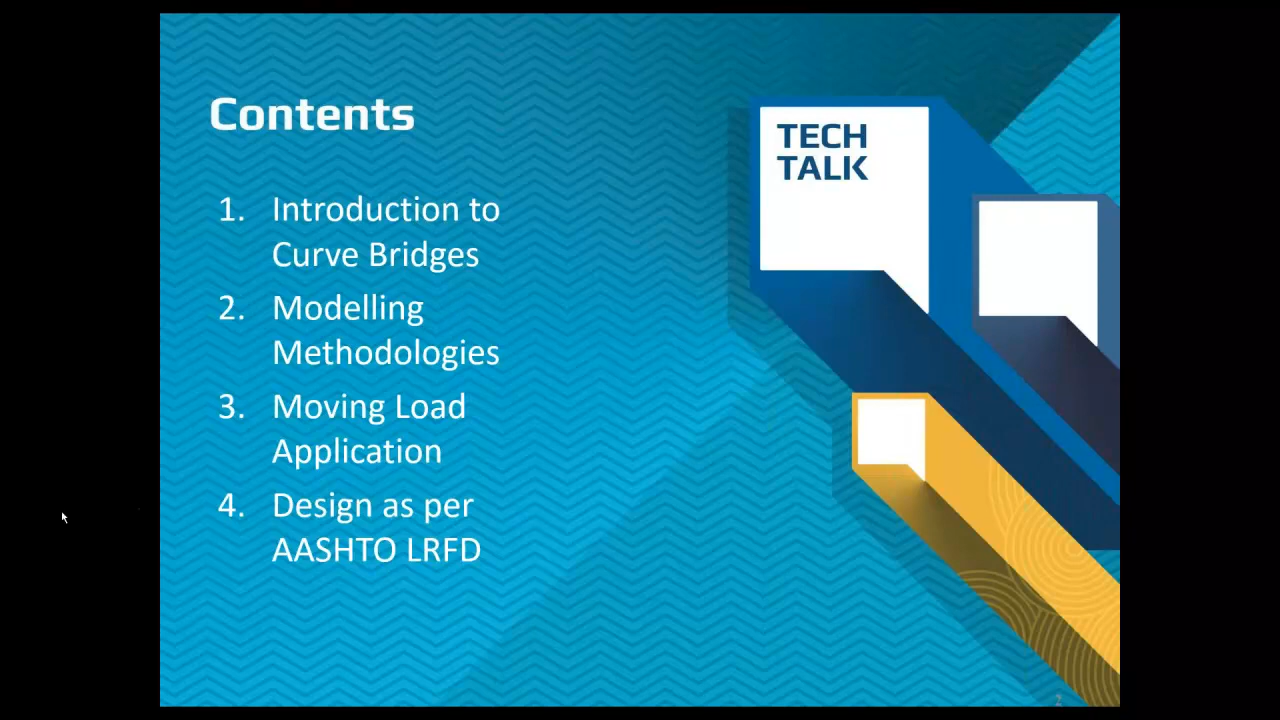 Contents
TECH
TALK
1. Introduction to
Curve Bridges
2. Modelling
Methodologies
3. Moving Load
Application
4. Design as per
AASHTO LRFD
2